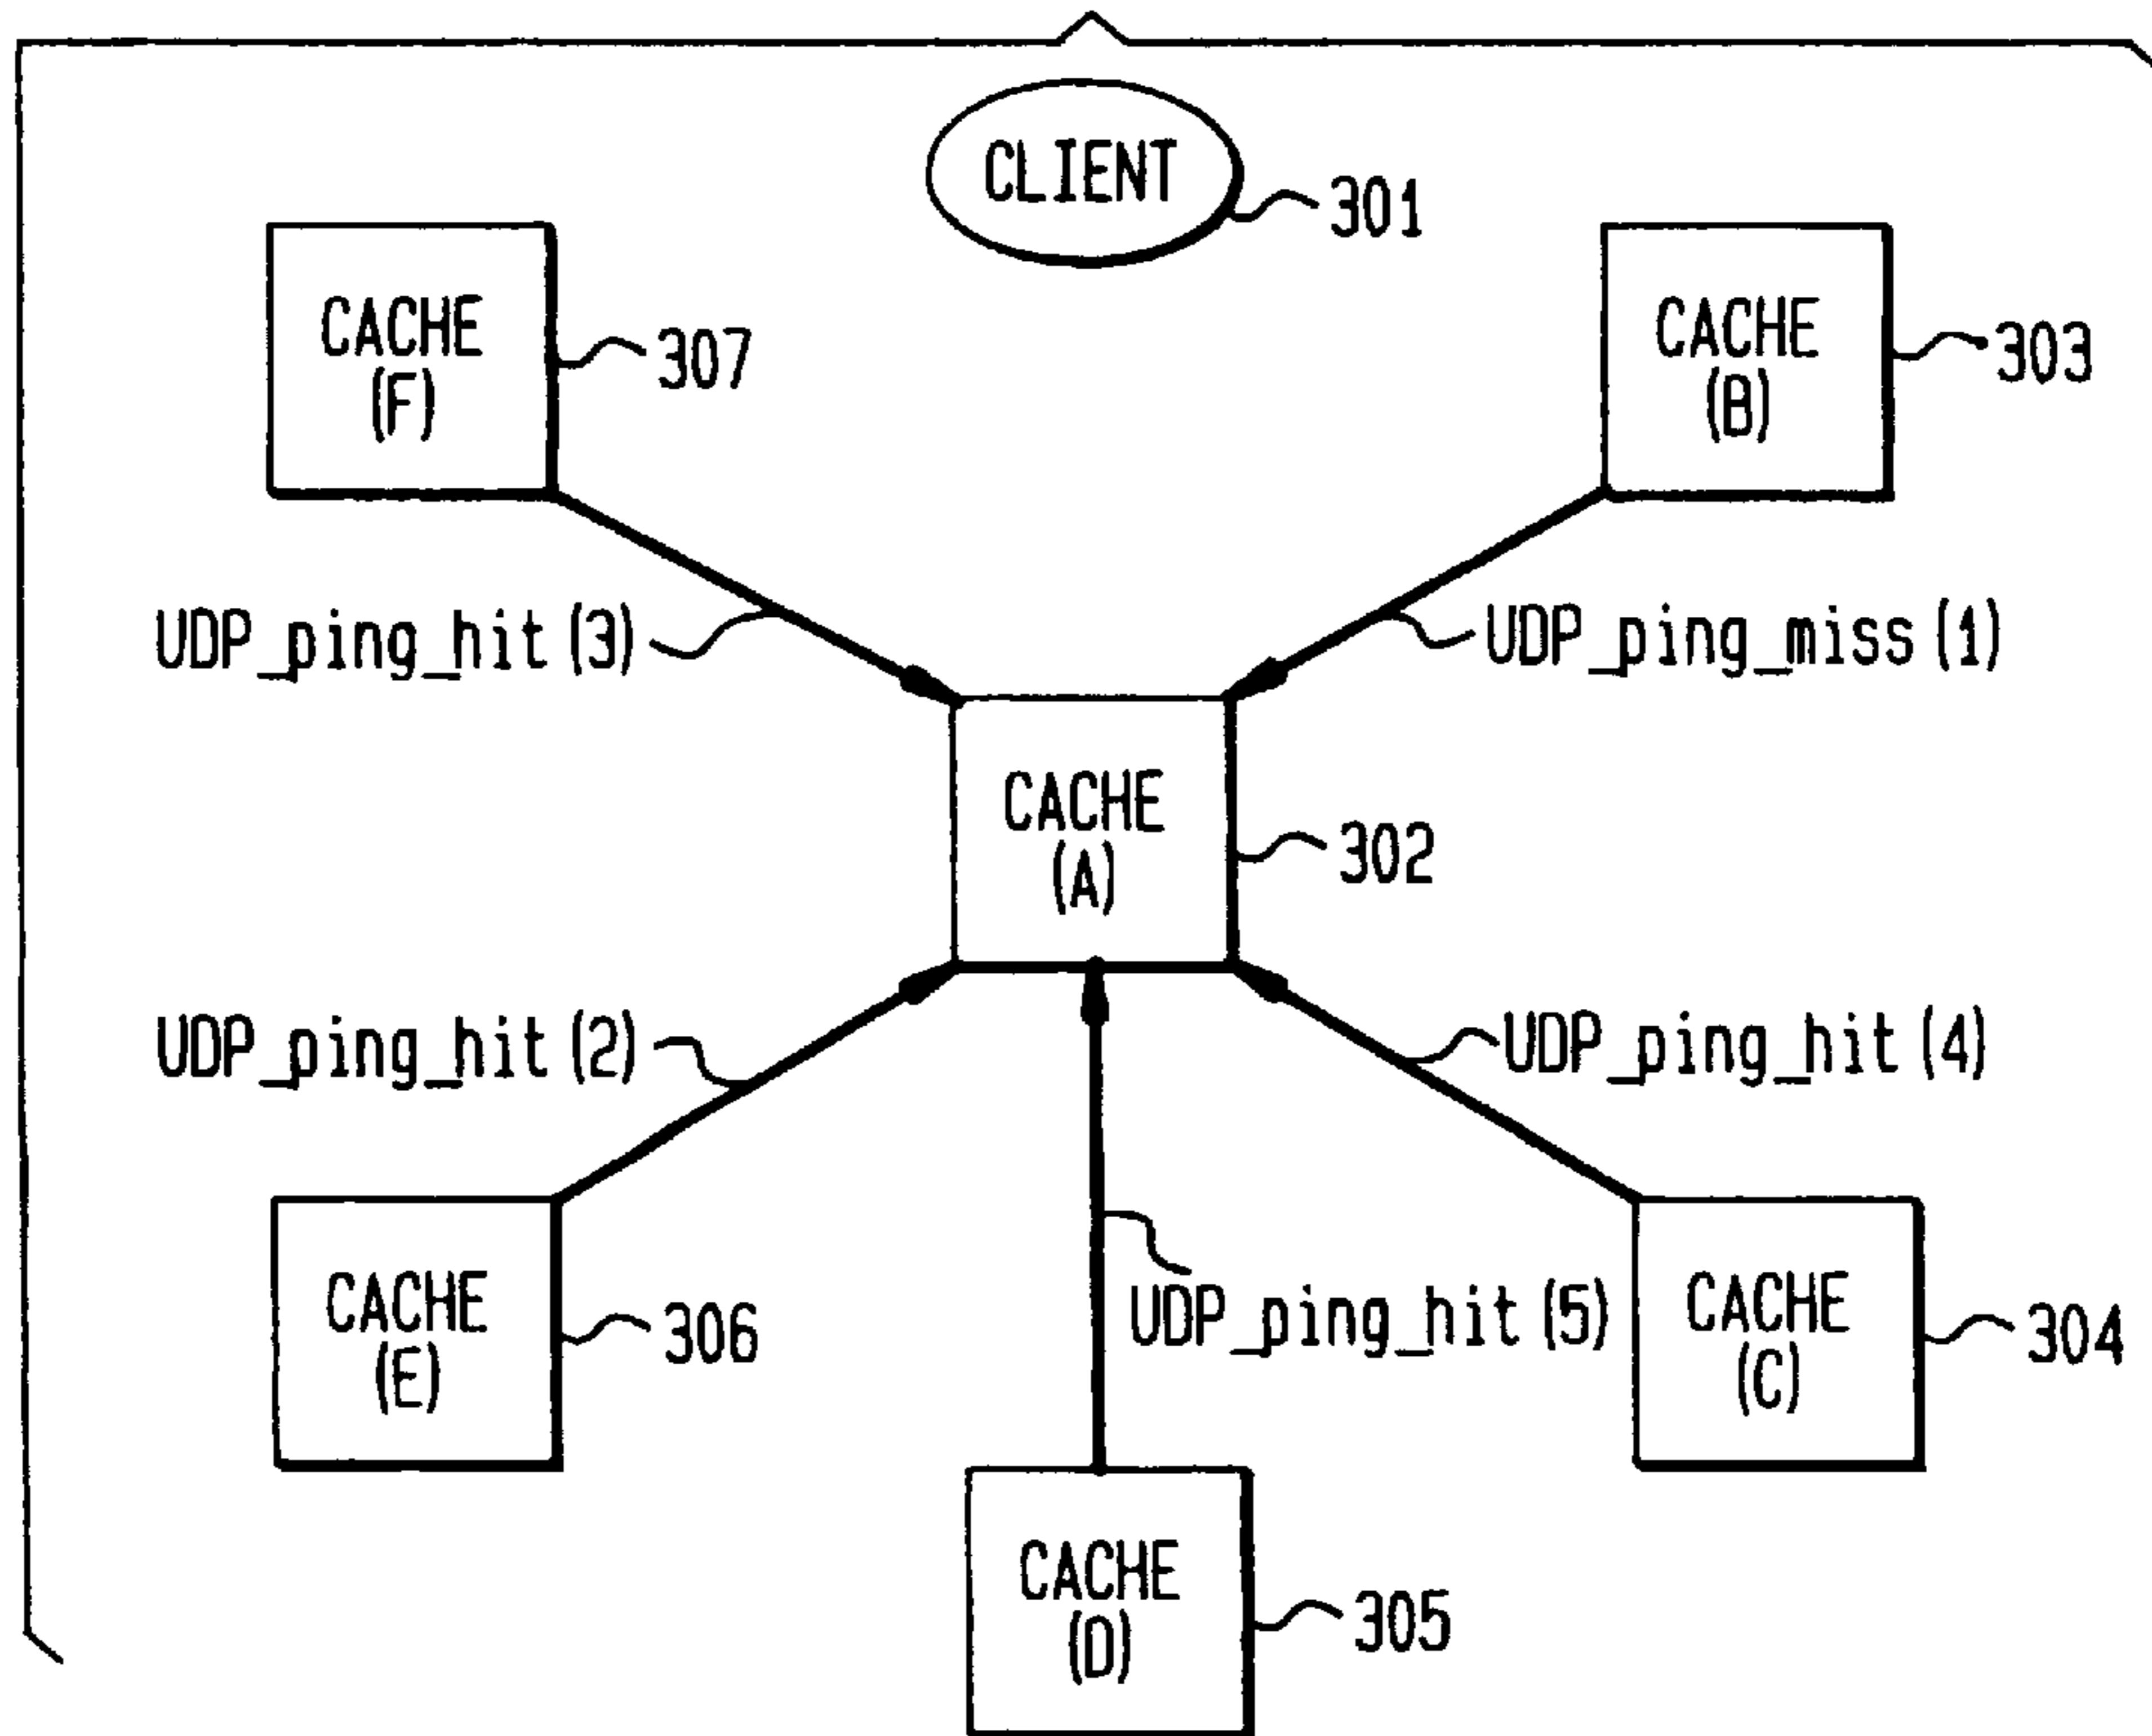 CLIENT
301
CACHE
(F)
307
CACHE
(B)
303
UDP_ping_hit (3)
UDP_ping_miss (1)
CACHE
(A)
302
UDP_ping_hit (2)
UDP_ping_hit (4)
CACHE
(E)
306
UDP_ping_hit (5)
CACHE
(C)
304
CACHE
(D)
305